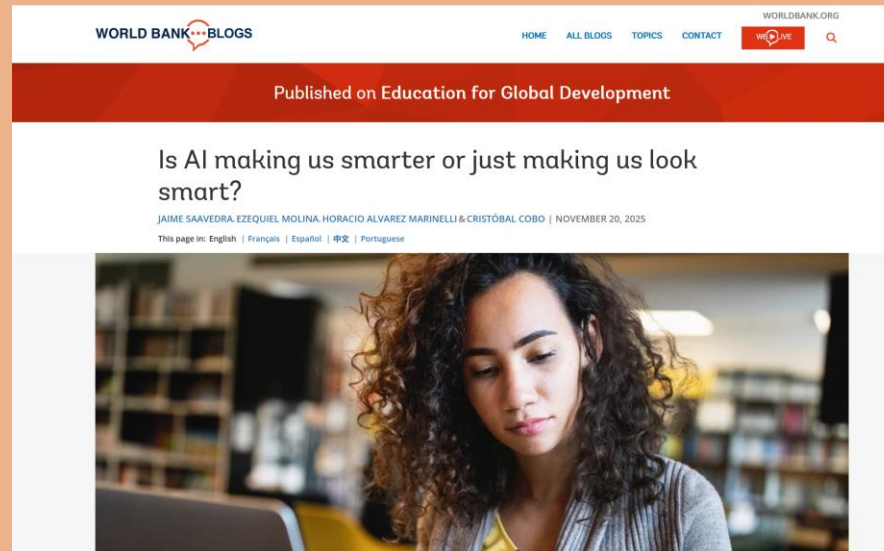 WORLDBANK.ORG
WORLD BANK BLOGS
HOME ALL BLOGS TOPICS CONTACT WB LIVE
Published on Education for Global Development
Is AI making us smarter or just making us look
smart?
JAIME SAAVEDRA, EZEQUIEL MOLINA, HORACIO ALVAREZ MARINELLI & CRISTÓBAL COBO | NOVEMBER 20, 2025
This page in: English | Français | Español | 中文 | Portuguese